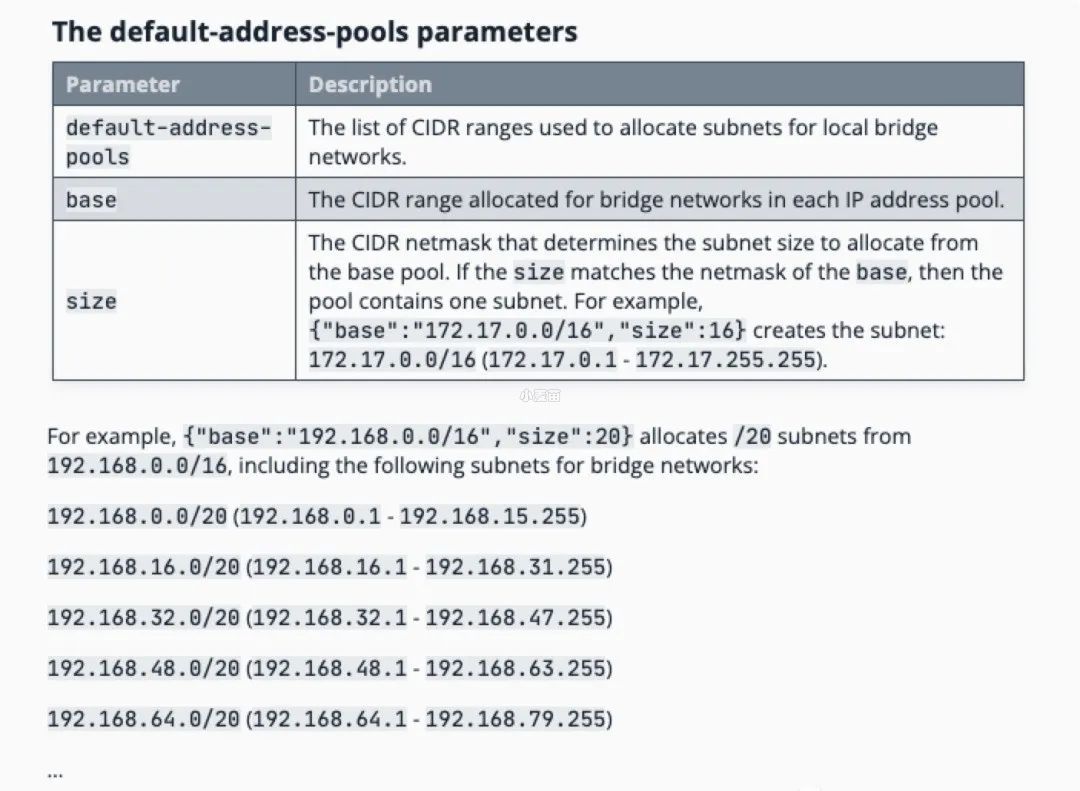 The default-address-pools parameters
Parameter Description
default-address- The list of CIDR ranges used to allocate subnets for local bridge
pools networks.
base The CIDR range allocated for bridge networks in each IP address pool.
The CIDR netmask that determines the subnet size to allocate from
the base pool. If the size matches the netmask of the base, then the
size pool contains one subnet. For example,
{"base":"172.17.0.0/16","size":16} creates the subnet:
172.17.0.0/16 (172.17.0.1 - 172.17.255.255).
小麦苗
For example, {"base":"192.168.0.0/16","size":20} allocates /20 subnets from
192.168.0.0/16, including the following subnets for bridge networks:
192.168.0.0/20 (192.168.0.1 - 192.168.15.255)
192.168.16.0/20 (192.168.16.1 - 192.168.31.255)
192.168.32.0/20 (192.168.32.1 - 192.168.47.255)
192.168.48.0/20 (192.168.48.1 - 192.168.63.255)
192.168.64.0/20 (192.168.64.1 - 192.168.79.255)
...